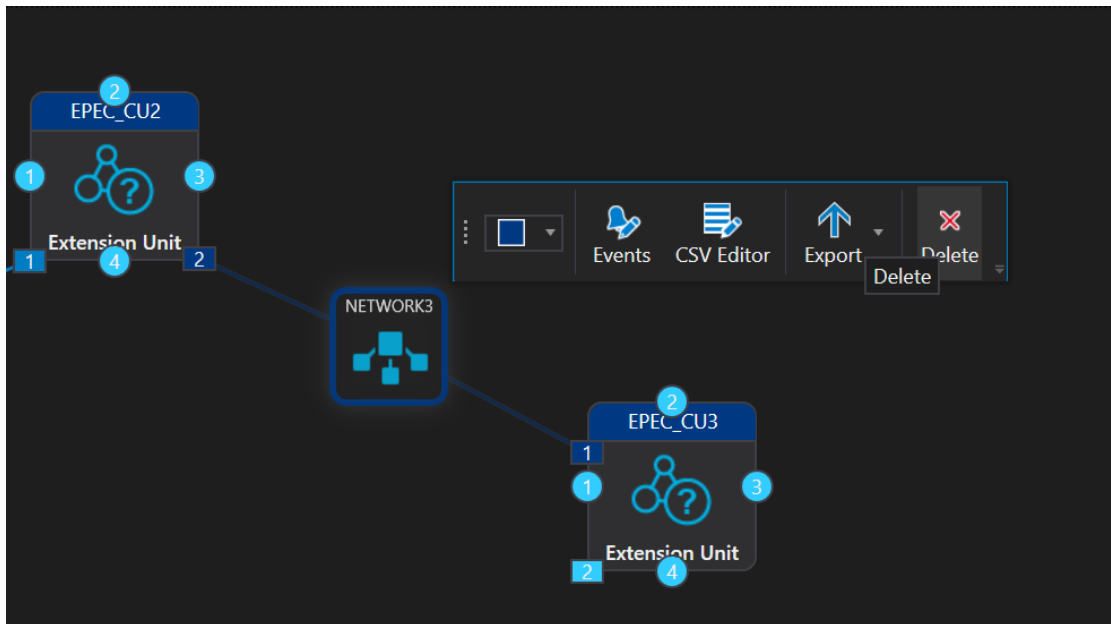 2
EPEC_CU2
1
3
?
Extension Unit
1
4
2
Events
CSV Editor
Export
Delete
Delete
NETWORK3
2
EPEC_CU3
1
1
3
?
Extension Unit
2
4